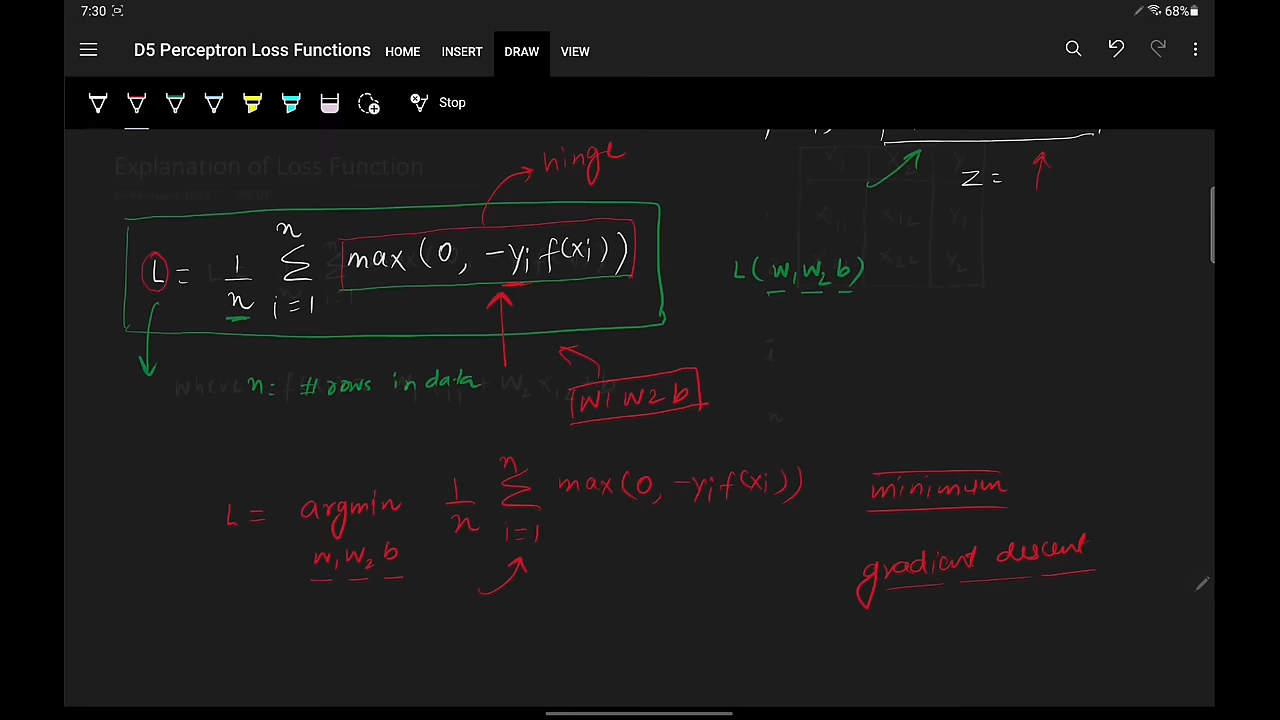 7:30 68%
D5 Perceptron Loss Functions HOME INSERT DRAW VIEW
Stop
Explanation of Loss Function
hinge
z =
L = 1/n Σ i=1 n max(0, -yi f(xi))
L(w1 w2 b)
n = # rows in data
w1 w2 b
L = argmin w1 w2 b 1/n Σ i=1 n max(0, -yi f(xi))
minimum
gradient descent